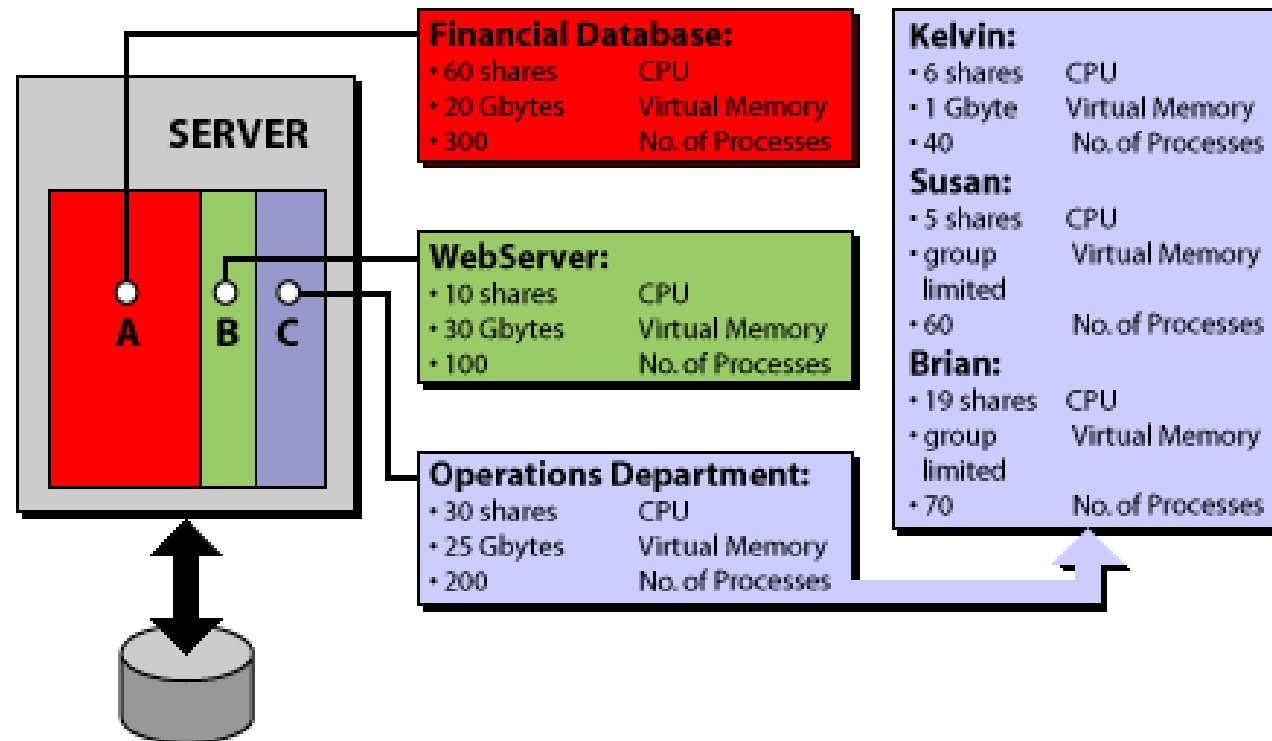 SERVER
A
B
C
Financial Database:
• 60 shares CPU
• 20 Gbytes Virtual Memory
• 300 No. of Processes
WebServer:
• 10 shares CPU
• 30 Gbytes Virtual Memory
• 100 No. of Processes
Operations Department:
• 30 shares CPU
• 25 Gbytes Virtual Memory
• 200 No. of Processes
Kelvin:
• 6 shares CPU
• 1 Gbyte Virtual Memory
• 40 No. of Processes
Susan:
• 5 shares CPU
• group Virtual Memory
limited
• 60 No. of Processes
Brian:
• 19 shares CPU
• group Virtual Memory
limited
• 70 No. of Processes